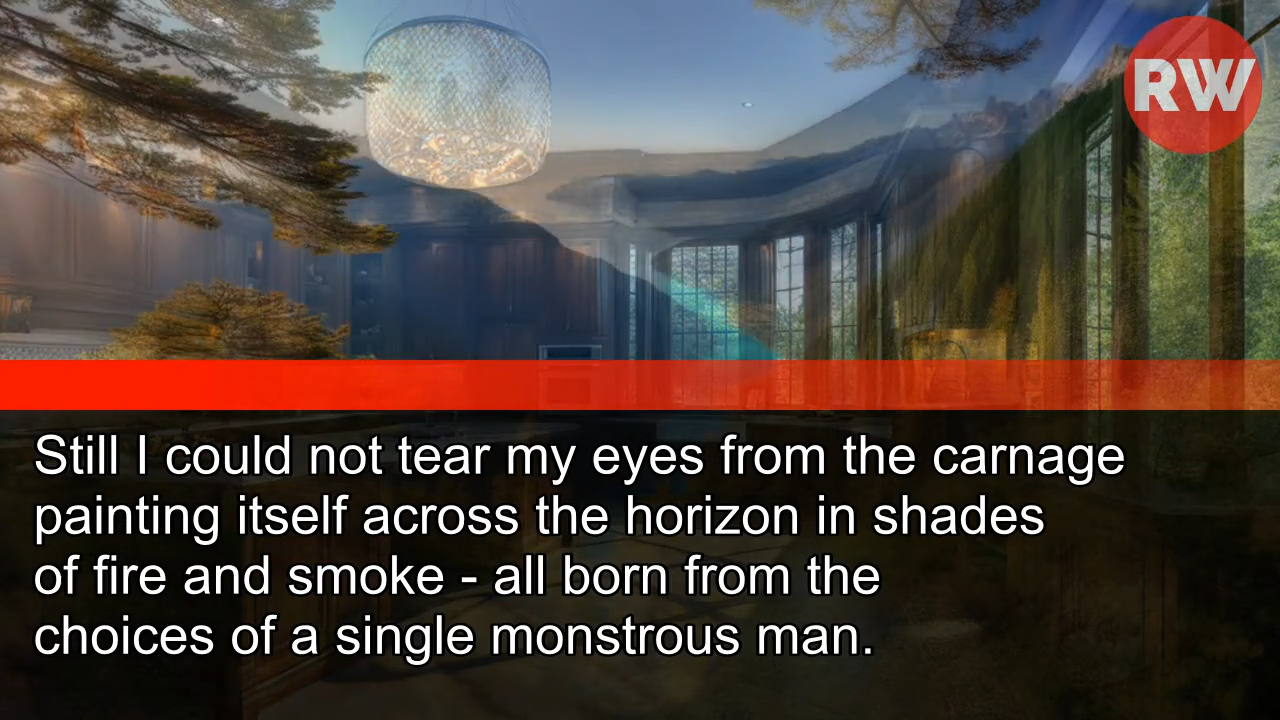 RW
Still I could not tear my eyes from the carnage
painting itself across the horizon in shades
of fire and smoke - all born from the
choices of a single monstrous man.